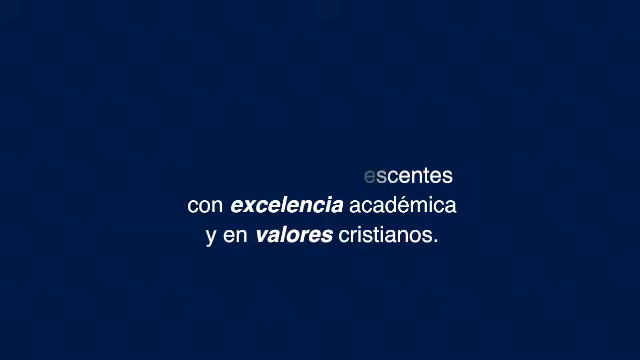 escentes
con excelencia académica
y en valores cristianos.